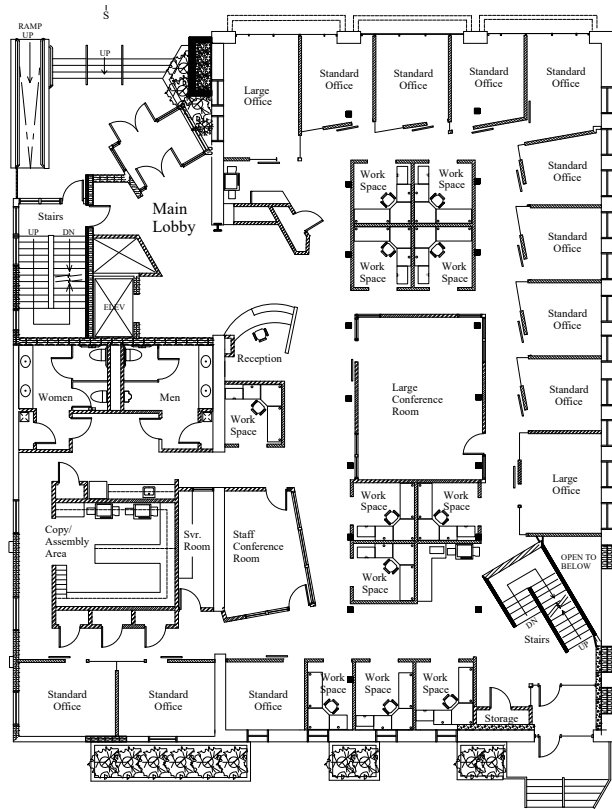 S
RAMP
UP
UP
Large
Office
Standard
Office
Standard
Office
Standard
Office
Standard
Office
Work
Space
Work
Space
Standard
Office
Stairs
UP
DN
Main
Lobby
Work
Space
Work
Space
Standard
Office
ELEV
Standard
Office
Reception
Women
Men
Work
Space
Large
Conference
Room
Standard
Office
Large
Office
Work
Space
Work
Space
Copy/
Assembly
Area
Svr.
Room
Staff
Conference
Room
Work
Space
OPEN TO
BELOW
DN
UP
Stairs
Standard
Office
Standard
Office
Standard
Office
Work
Space
Work
Space
Work
Space
Storage